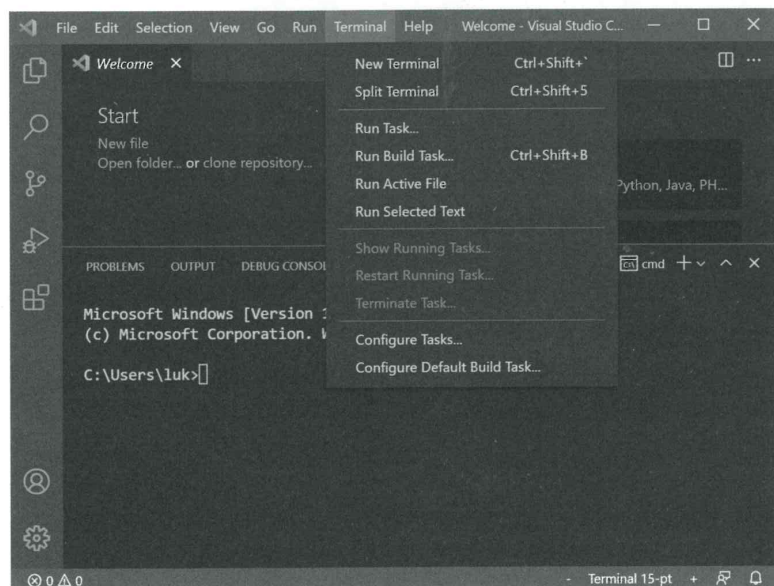 File Edit Selection View Go Run Terminal Help Welcome - Visual Studio C...
Welcome
Start
New file
Open folder... or clone repository...
New Terminal Ctrl+Shift+`
Split Terminal Ctrl+Shift+5
Run Task...
Run Build Task... Ctrl+Shift+B
Run Active File
Run Selected Text
Show Running Tasks...
Restart Running Task...
Terminate Task...
Configure Tasks...
Configure Default Build Task...
Python, Java, PH...
PROBLEMS OUTPUT DEBUG CONSOL
cmd
Microsoft Windows [Version 1
(c) Microsoft Corporation. W
C:\Users\luk>
0 0 - Terminal 15-pt +